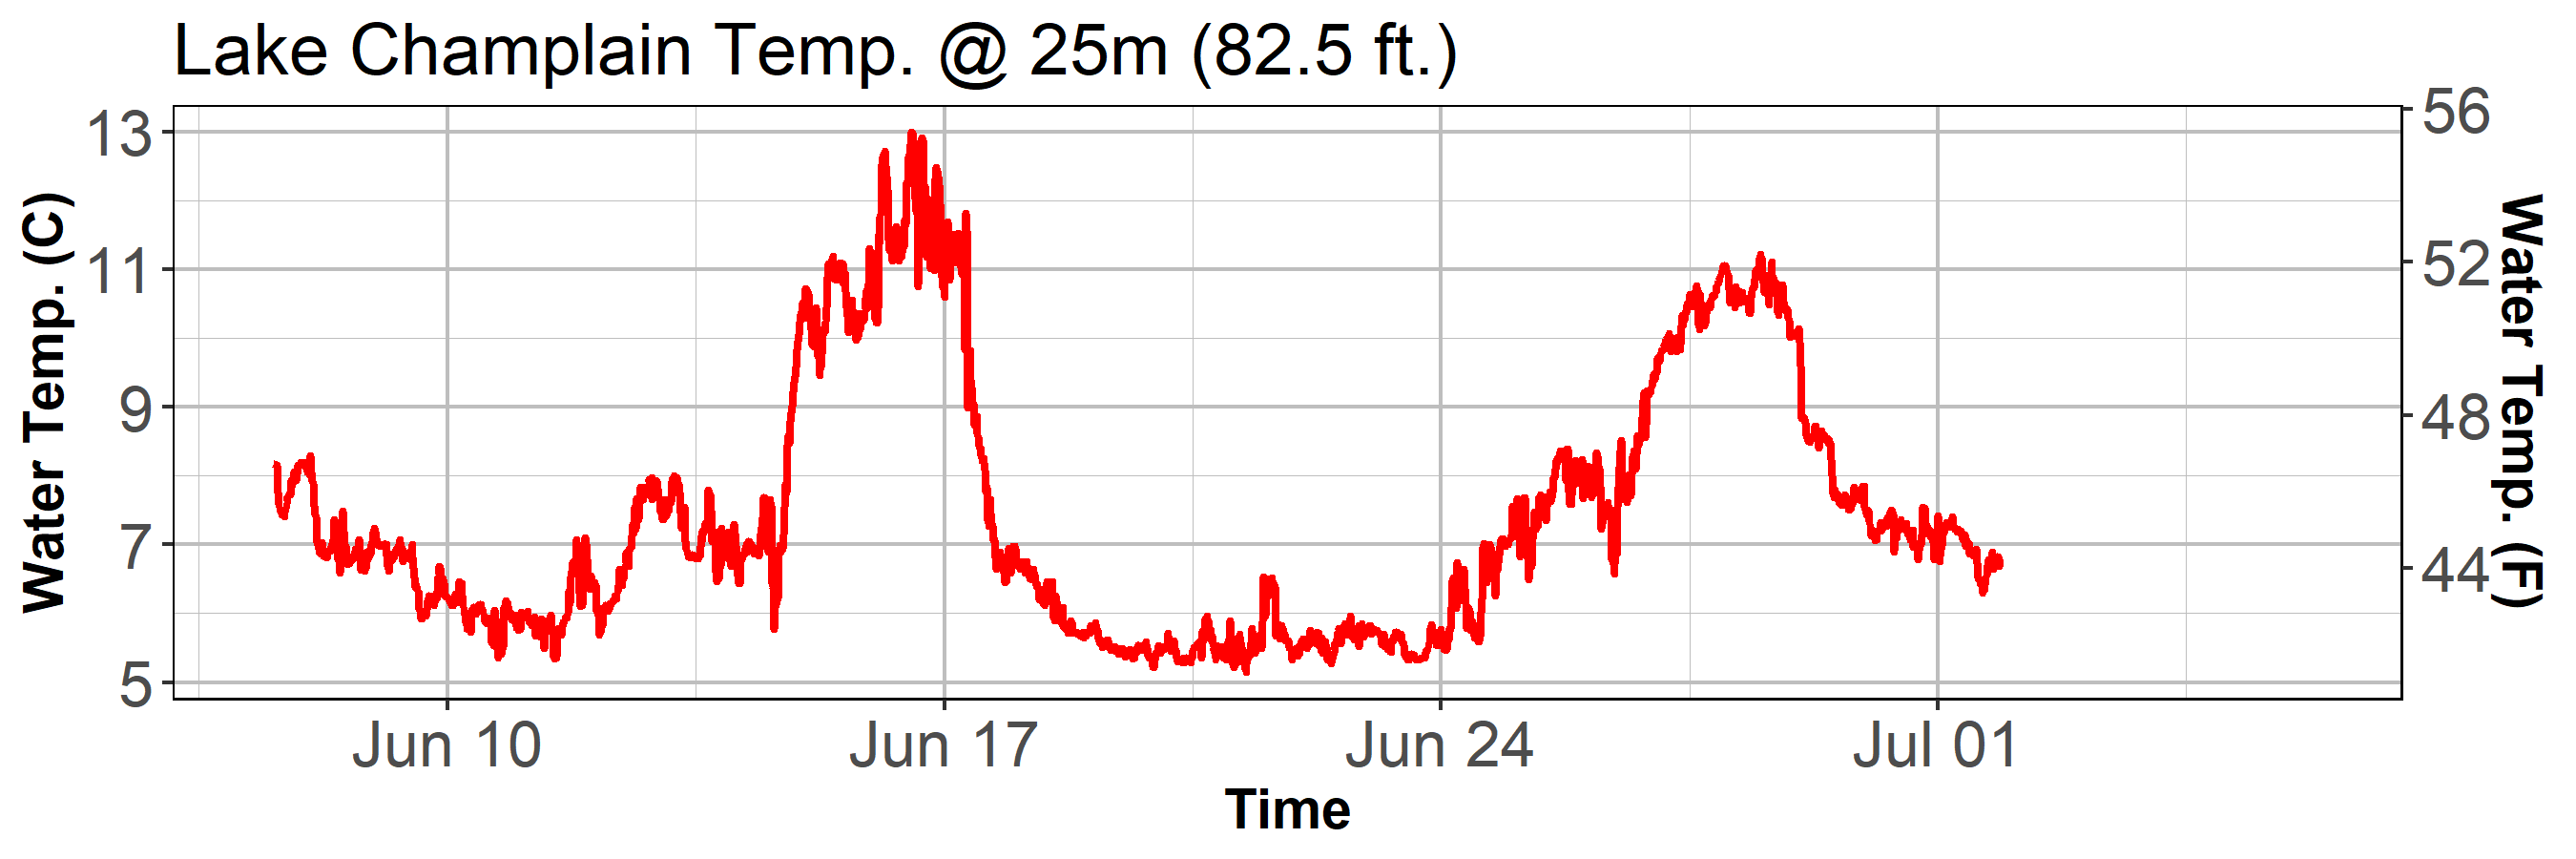 Lake Champlain Temp. @ 25m (82.5 ft.)
Water Temp. (C)
13
11
9
7
5
56
52
48
44
Water Temp. (F)
Jun 10
Jun 17
Jun 24
Jul 01
Time